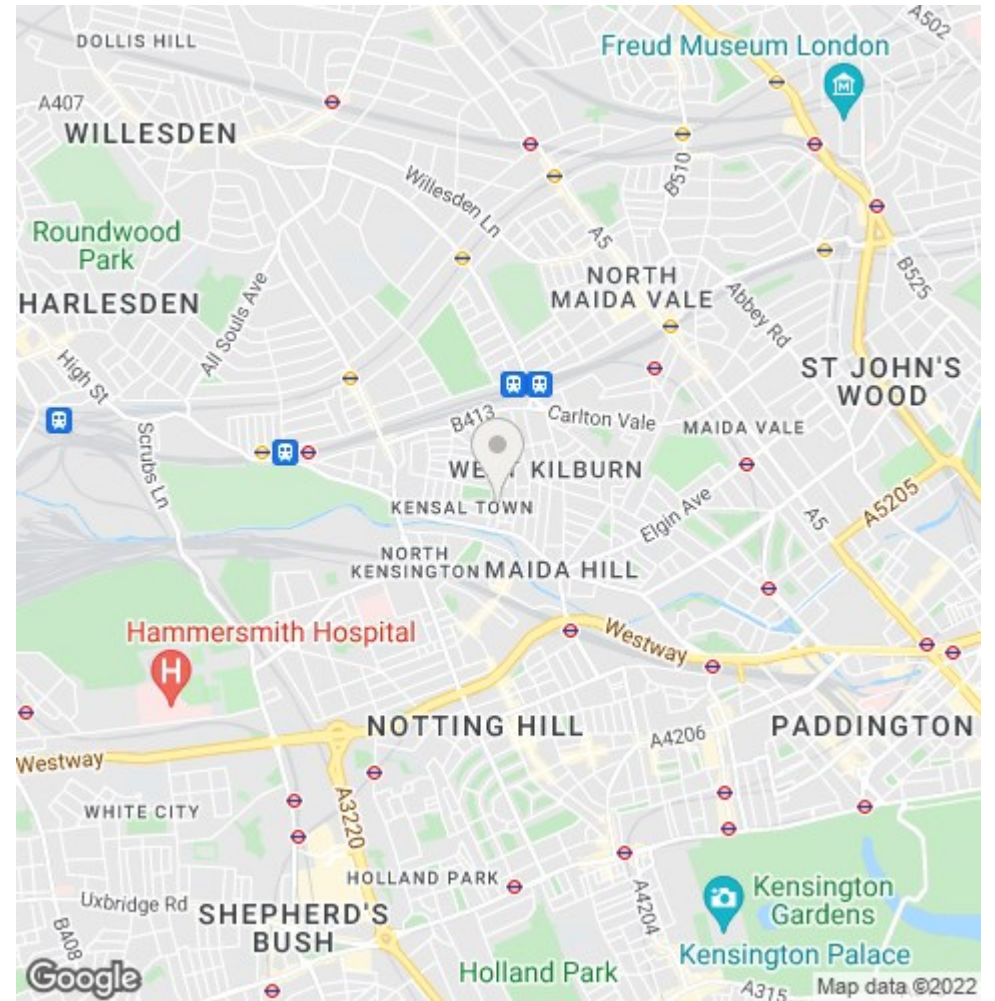 A502
DOLLIS HILL
Freud Museum London
A407
WILLESDEN
B510
Willesden Ln
Roundwood
Park
A5
NORTH
MAIDA VALE
B525
HARLESDEN
All Souls Ave
Abbey Rd
High St
ST JOHN'S
WOOD
B413
Carlton Vale
MAIDA VALE
Scrubs Ln
WE
KILBURN
KENSAL TOWN
Elgin Ave
A5
A5205
NORTH
KENSINGTON
MAIDA HILL
Hammersmith Hospital
H
Westway
NOTTING HILL
A4206
PADDINGTON
Westway
WHITE CITY
A3220
HOLLAND PARK
Uxbridge Rd
B408
SHEPHERD'S
BUSH
A4204
Kensington
Gardens
Kensington Palace
Holland Park
Google
A315
Map data ©2022